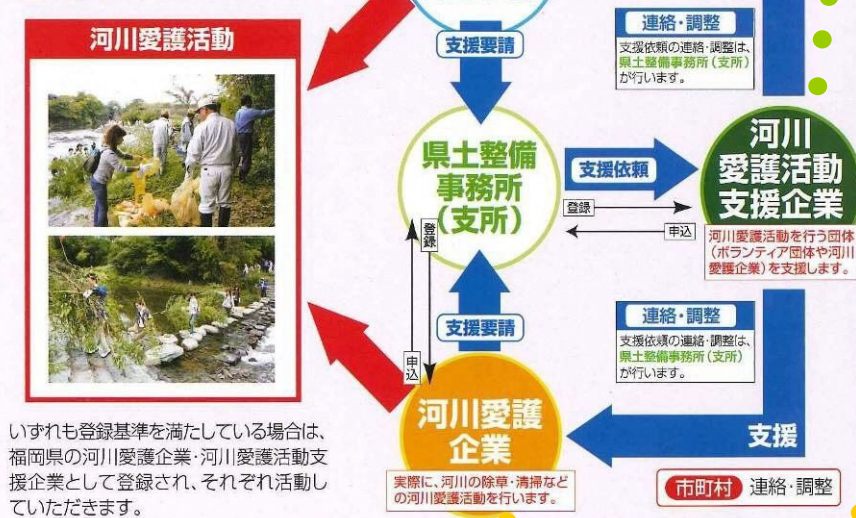 河川愛護活動
支援要請
連絡・調整
支援依頼の連絡・調整は、
県土整備事務所(支所)
が行います。
県土整備
事務所
(支所)
支援依頼
登録
申込
河川
愛護活動
支援企業
河川愛護活動を行う団体
(ボランティア団体や河川
愛護企業)を支援します。
登録
申込
支援要請
連絡・調整
支援依頼の連絡・調整は、
県土整備事務所(支所)
が行います。
河川愛護
企業
実際に、河川の除草・清掃など
の河川愛護活動を行います。
支援
市町村 連絡・調整
いずれも登録基準を満たしている場合は、
福岡県の河川愛護企業・河川愛護活動支
援企業として登録され、それぞれ活動し
ていただきます。